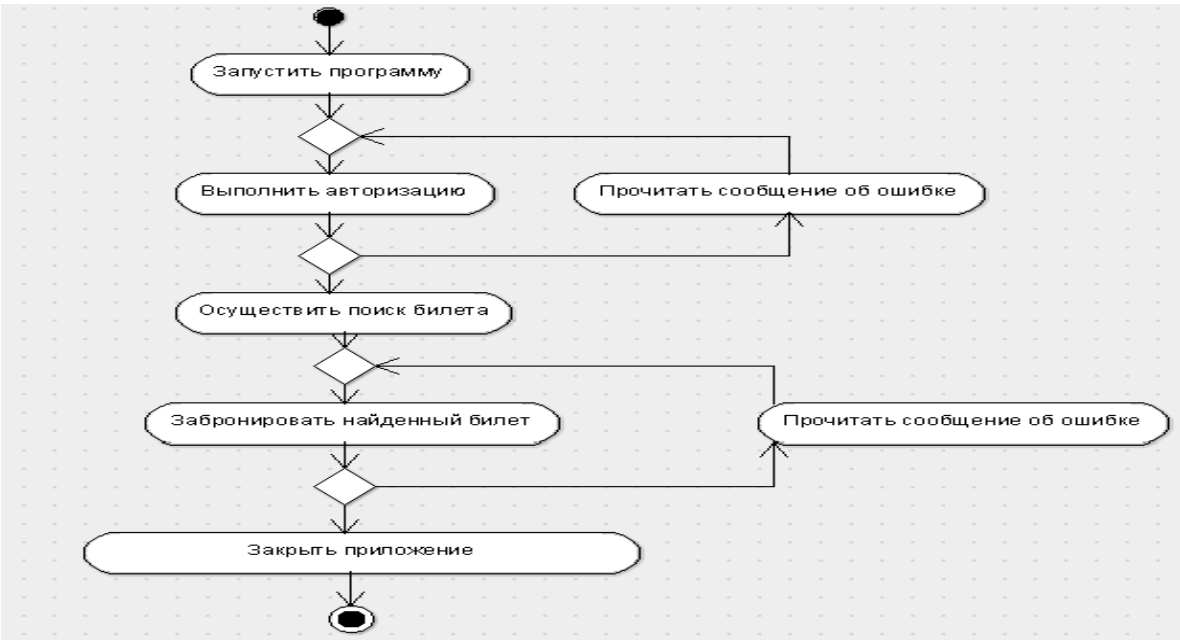 Запустить программу
Выполнить авторизацию
Прочитать сообщение об ошибке
Осуществить поиск билета
Забронировать найденный билет
Прочитать сообщение об ошибке
Закрыть приложение